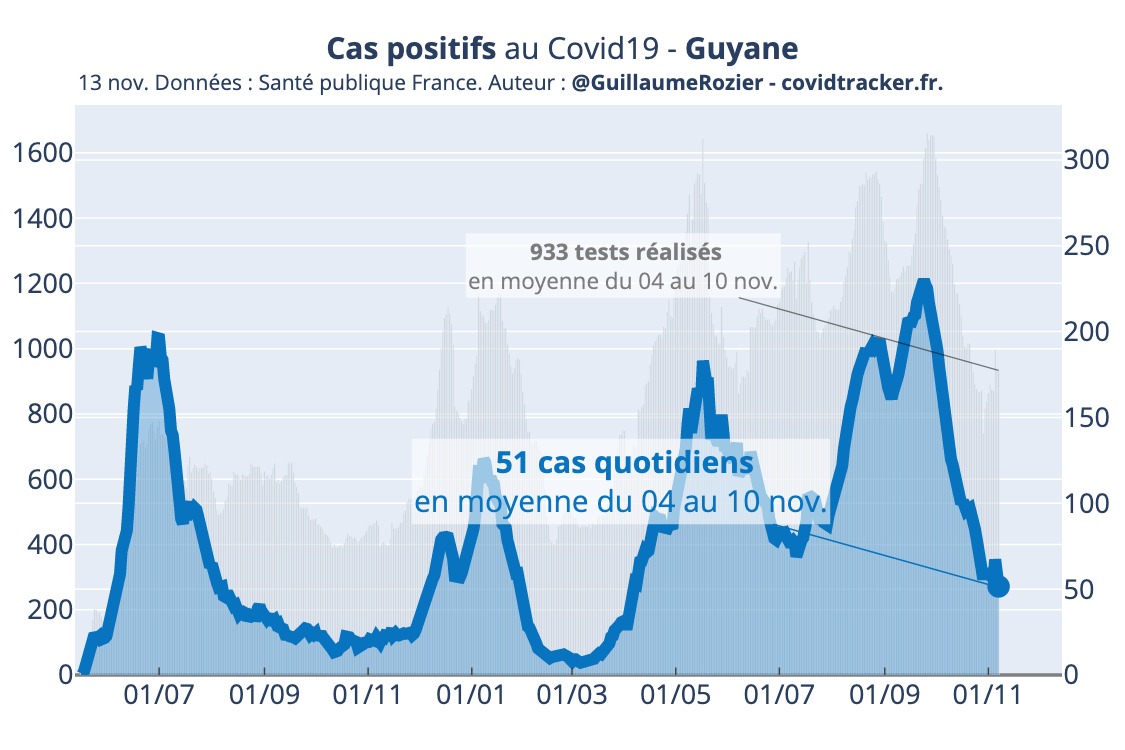 Cas positifs au Covid19 - Guyane
13 nov. Données : Santé publique France. Auteur : @GuillaumeRozier - covidtracker.fr.
1600
1400
1200
1000
800
600
400
200
0
300
250
200
150
100
50
0
933 tests réalisés
en moyenne du 04 au 10 nov.
51 cas quotidiens
en moyenne du 04 au 10 nov.
01/07 01/09 01/11 01/01 01/03 01/05 01/07 01/09 01/11